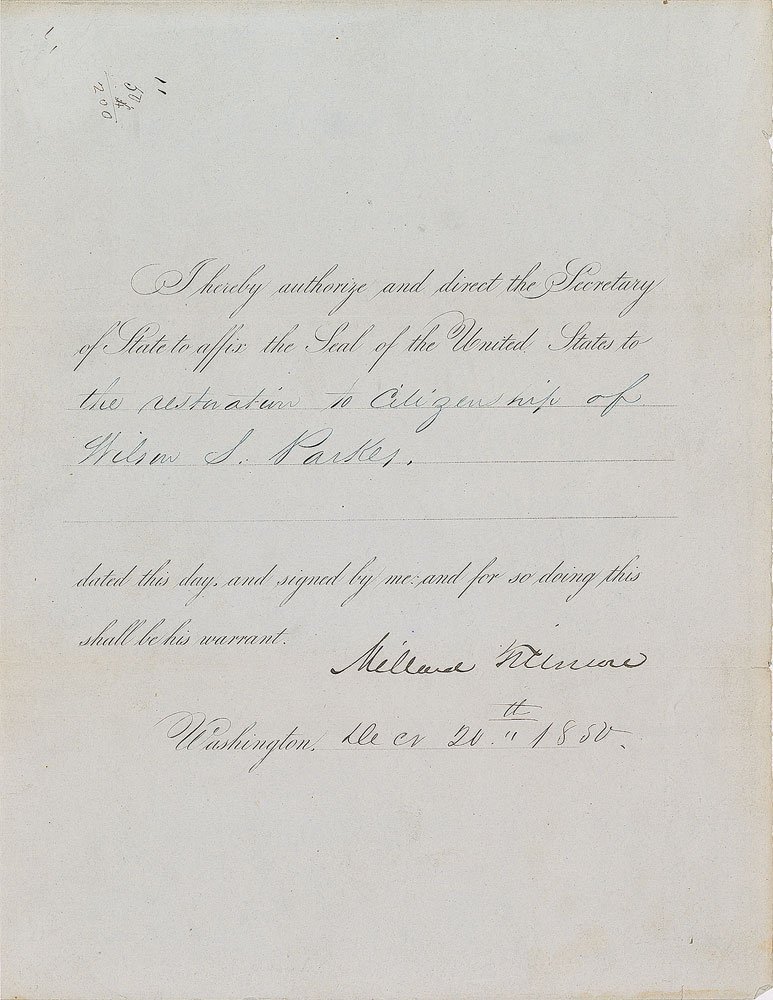 I hereby authorize and direct the Secretary
of State to affix the Seal of the United States to
the restoration to Citizenship of
Wilson S. Parker.
dated this day, and signed by me: and for so doing this
shall be his warrant.
Millard Fillmore
Washington, Decr 20.th 1850.